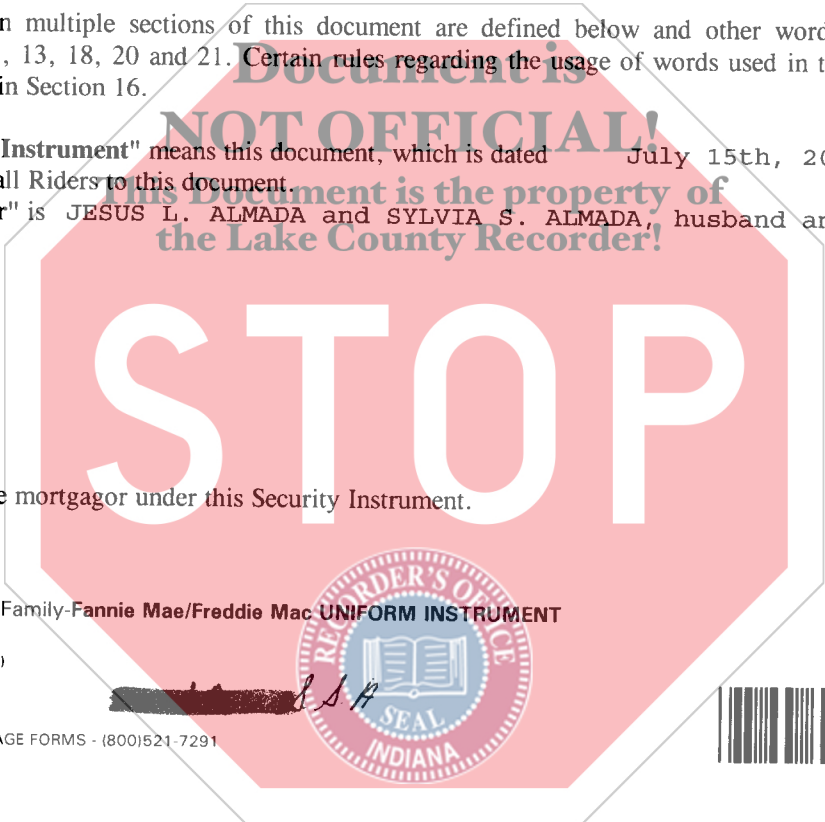 n multiple sections of this document are defined below and other word
, 13, 18, 20 and 21. Certain rules regarding the usage of words used in t
in Section 16.
Document is
NOT OFFICIAL!
Instrument" means this document, which is dated July 15th, 20
all Riders to this document.
This Document is the property of
r" is JESUS L. ALMADA and SYLVIA S. ALMADA, husband an
the Lake County Recorder!
STOP
e mortgagor under this Security Instrument.
Family-Fannie Mae/Freddie Mac UNIFORM INSTRUMENT
)
S S A
AGE FORMS - (800)521-7291
RECORDER'S OFFICE
SEAL
INDIANA